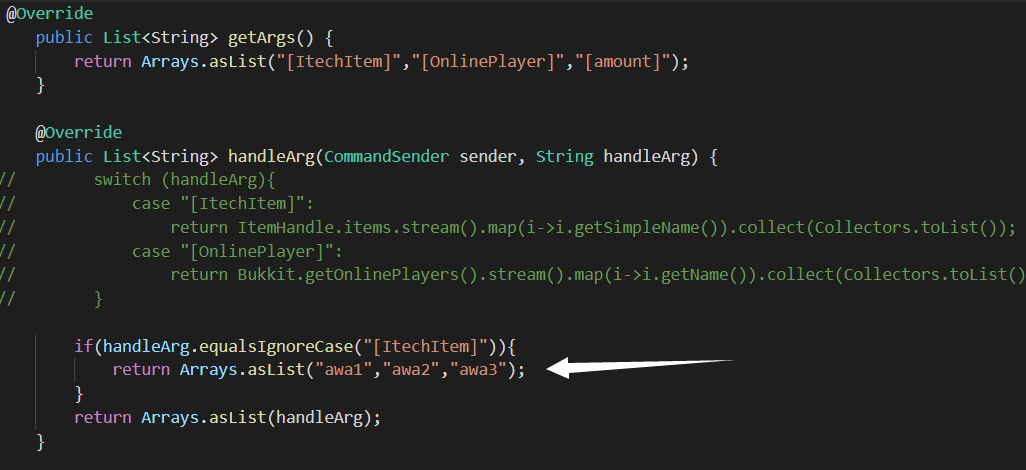 @Override
public List<String> getArgs() {
return Arrays.asList("[ItechItem]","[OnlinePlayer]","[amount]");
}
@Override
public List<String> handleArg(CommandSender sender, String handleArg) {
// switch (handleArg){
// case "[ItechItem]":
// return ItemHandle.items.stream().map(i->i.getSimpleName()).collect(Collectors.toList());
// case "[OnlinePlayer]":
// return Bukkit.getOnlinePlayers().stream().map(i->i.getName()).collect(Collectors.toList()
// }
if(handleArg.equalsIgnoreCase("[ItechItem]")){
return Arrays.asList("awa1","awa2","awa3");
}
return Arrays.asList(handleArg);
}